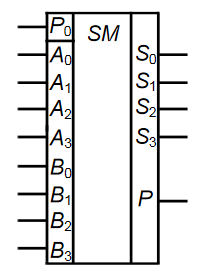 P₀ SM
A₀ S₀
A₁ S₁
A₂ S₂
A₃ S₃
B₀
B₁ P
B₂
B₃